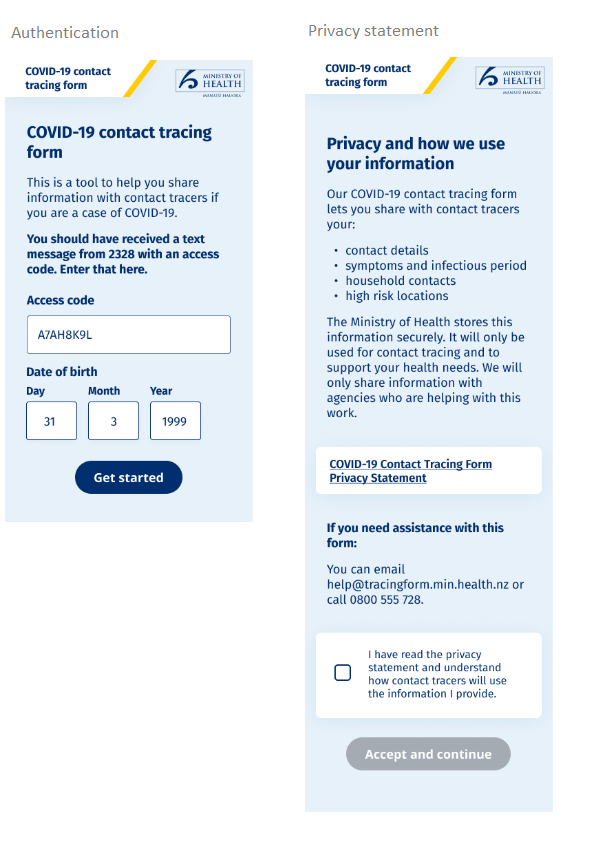 Authentication
COVID-19 contact
tracing form
MINISTRY OF
HEALTH
MANATŪ HAUORA
COVID-19 contact tracing
form
This is a tool to help you share
information with contact tracers if
you are a case of COVID-19.
You should have received a text
message from 2328 with an access
code. Enter that here.
Access code
A7AH8K9L
Date of birth
Day Month Year
31 3 1999
Get started
Privacy statement
COVID-19 contact
tracing form
MINISTRY OF
HEALTH
MANATŪ HAUORA
Privacy and how we use
your information
Our COVID-19 contact tracing form
lets you share with contact tracers
your:
• contact details
• symptoms and infectious period
• household contacts
• high risk locations
The Ministry of Health stores this
information securely. It will only be
used for contact tracing and to
support your health needs. We will
only share information with
agencies who are helping with this
work.
COVID-19 Contact Tracing Form
Privacy Statement
If you need assistance with this
form:
You can email
help@tracingform.min.health.nz or
call 0800 555 728.
I have read the privacy
statement and understand
how contact tracers will use
the information I provide.
Accept and continue